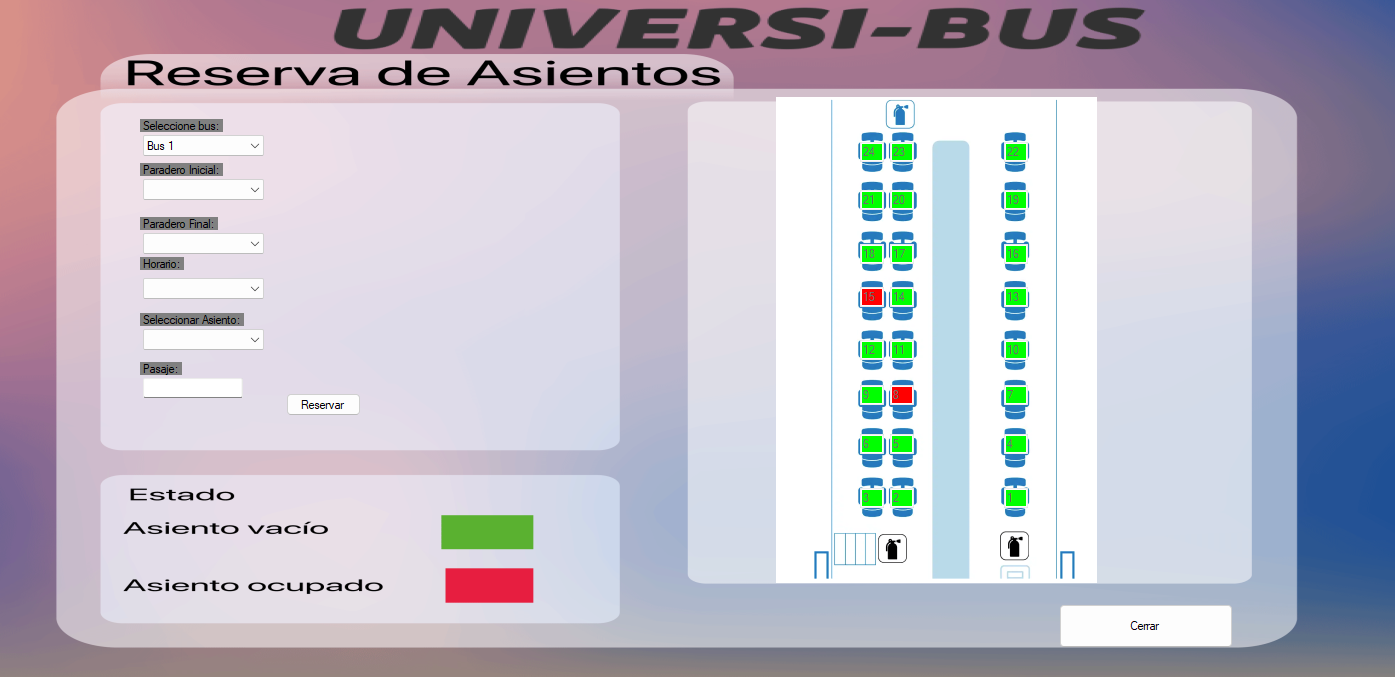 UNIVERSI-BUS
Reserva de Asientos
Seleccione bus:
Bus 1
Paradero Inicial:
Paradero Final:
Horario:
Seleccionar Asiento:
Pasaje:
Reservar
Estado
Asiento vacío
Asiento ocupado
24 23 22
21 20 19
18 17 16
15 14 13
12 11 10
9 8 7
6 5 4
3 2 1
Cerrar